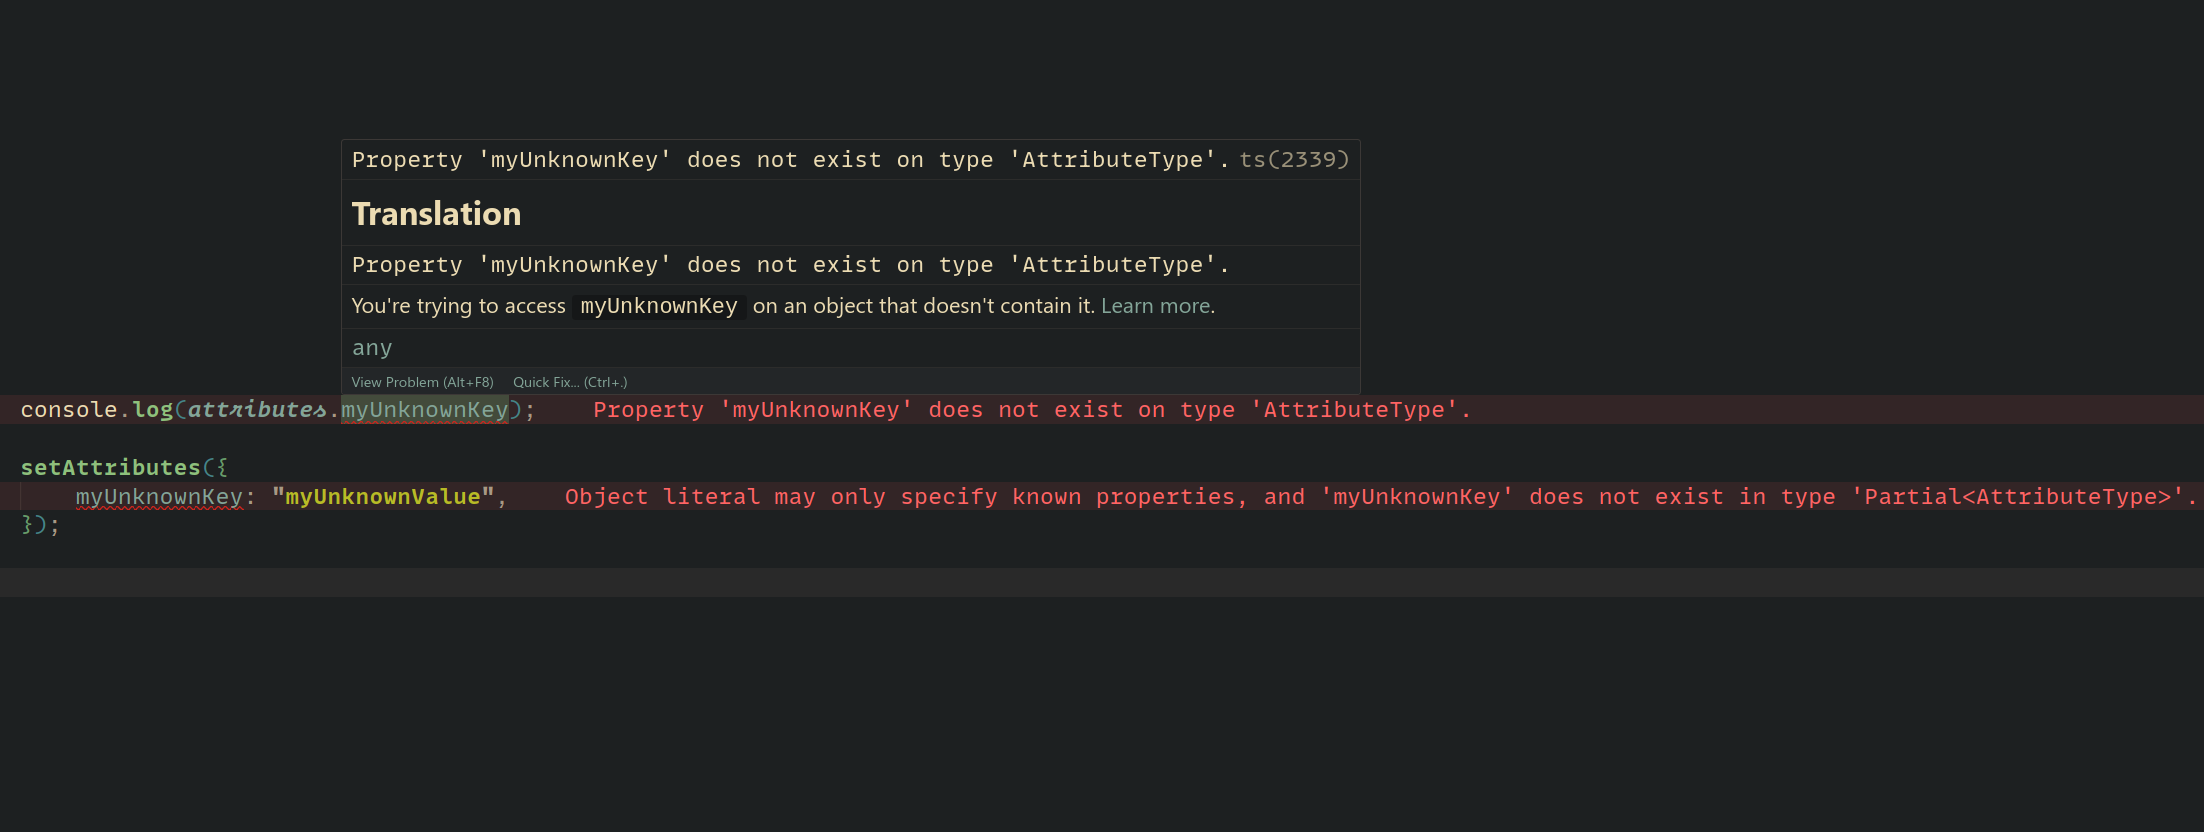 Property 'myUnknownKey' does not exist on type 'AttributeType'. ts(2339)
Translation
Property 'myUnknownKey' does not exist on type 'AttributeType'.
You're trying to access myUnknownKey on an object that doesn't contain it. Learn more.
any
View Problem (Alt+F8) Quick Fix... (Ctrl+.)
console.log(attributes.myUnknownKey); Property 'myUnknownKey' does not exist on type 'AttributeType'.
setAttributes({
myUnknownKey: "myUnknownValue", Object literal may only specify known properties, and 'myUnknownKey' does not exist in type 'Partial<AttributeType>'.
});